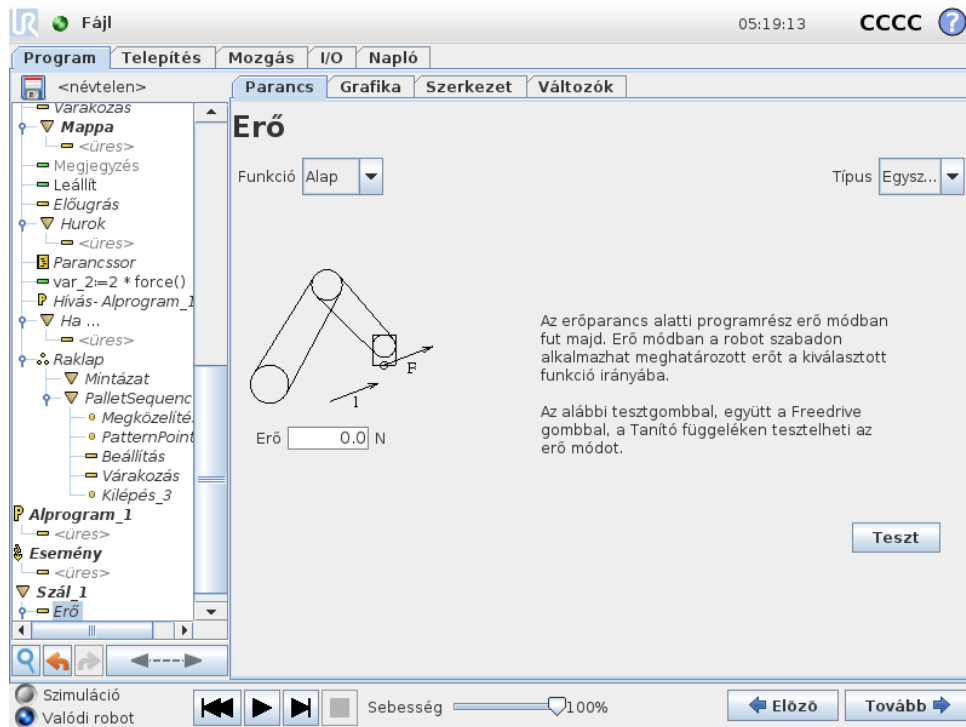 UR Fájl 05:19:13 CCCC ?
Program Telepítés Mozgás I/O Napló
<névtelen>
Parancs Grafika Szerkezet Változók
Várakozás
Mappa
<üres>
Megjegyzés
Leállít
Előugrás
Hurok
<üres>
Parancssor
var_2≔2 * force()
Hívás- Alprogram_1
Ha ...
<üres>
Raklap
Mintázat
PalletSequenc
Megközelíté
PatternPoint
Beállítás
Várakozás
Kilépés_3
Alprogram_1
<üres>
Esemény
<üres>
Szál_1
Erő
Erő
Funkció Alap
Típus Egysz...
F
1
Erő 0.0 N
Az erőparancs alatti programrész erő módban
fut majd. Erő módban a robot szabadon
alkalmazhat meghatározott erőt a kiválasztott
funkció irányába.
Az alábbi tesztgombbal, együtt a Freedrive
gombbal, a Tanító függeléken tesztelheti az
erő módot.
Teszt
Szimuláció
Valódi robot
Sebesség 100%
Előző
Tovább